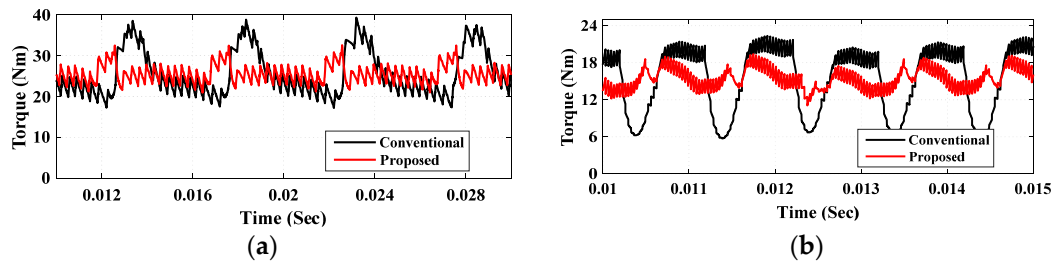 40
30
20
10
0
Torque (Nm)
0.012
0.016
0.02
0.024
0.028
Time (Sec)
Conventional
Proposed
(a)
24
18
12
6
0
Torque (Nm)
0.01
0.011
0.012
0.013
0.014
0.015
Time (Sec)
Conventional
Proposed
(b)